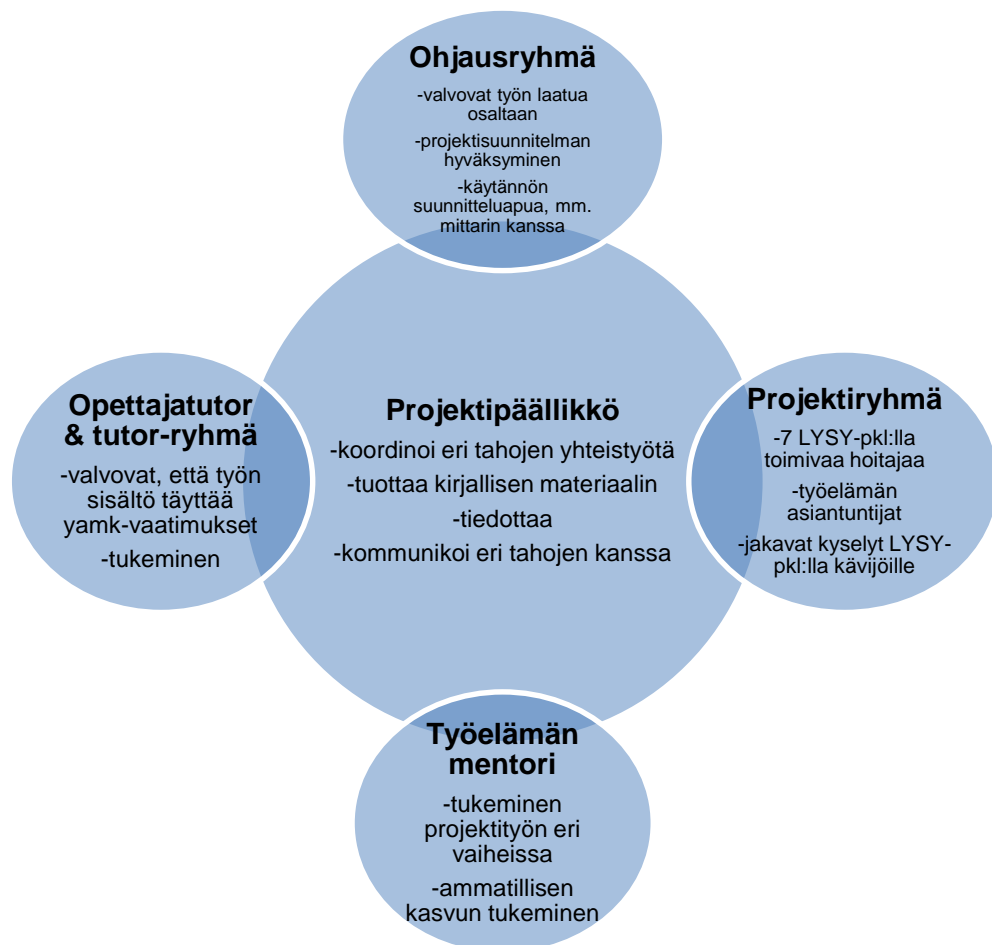 Ohjausryhmä
-valvovat työn laatua
osaltaan
-projektisuunnitelman
hyväksyminen
-käytännön
suunnitteluapua, mm.
mittarin kanssa
Opettajatutor
& tutor-ryhmä
-valvovat, että työn
sisältö täyttää
yamk-vaatimukset
-tukeminen
Projektipäällikkö
-koordinoi eri tahojen yhteistyötä
-tuottaa kirjallisen materiaalin
-tiedottaa
-kommunikoi eri tahojen kanssa
Projektiryhmä
-7 LYSY-pkl:lla
toimivaa hoitajaa
-työelämän
asiantuntijat
-jakavat kyselyt LYSY-
pkl:lla kävijöille
Työelämän
mentori
-tukeminen
projektityön eri
vaiheissa
-ammatillisen
kasvun tukeminen